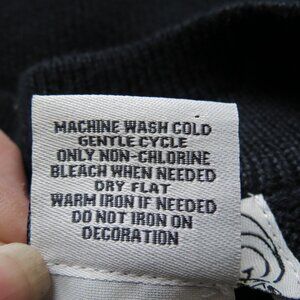 MACHINE WASH COLD
GENTLE CYCLE
ONLY NON-CHLORINE
BLEACH WHEN NEEDED
DRY FLAT
WARM IRON IF NEEDED
DO NOT IRON ON
DECORATION